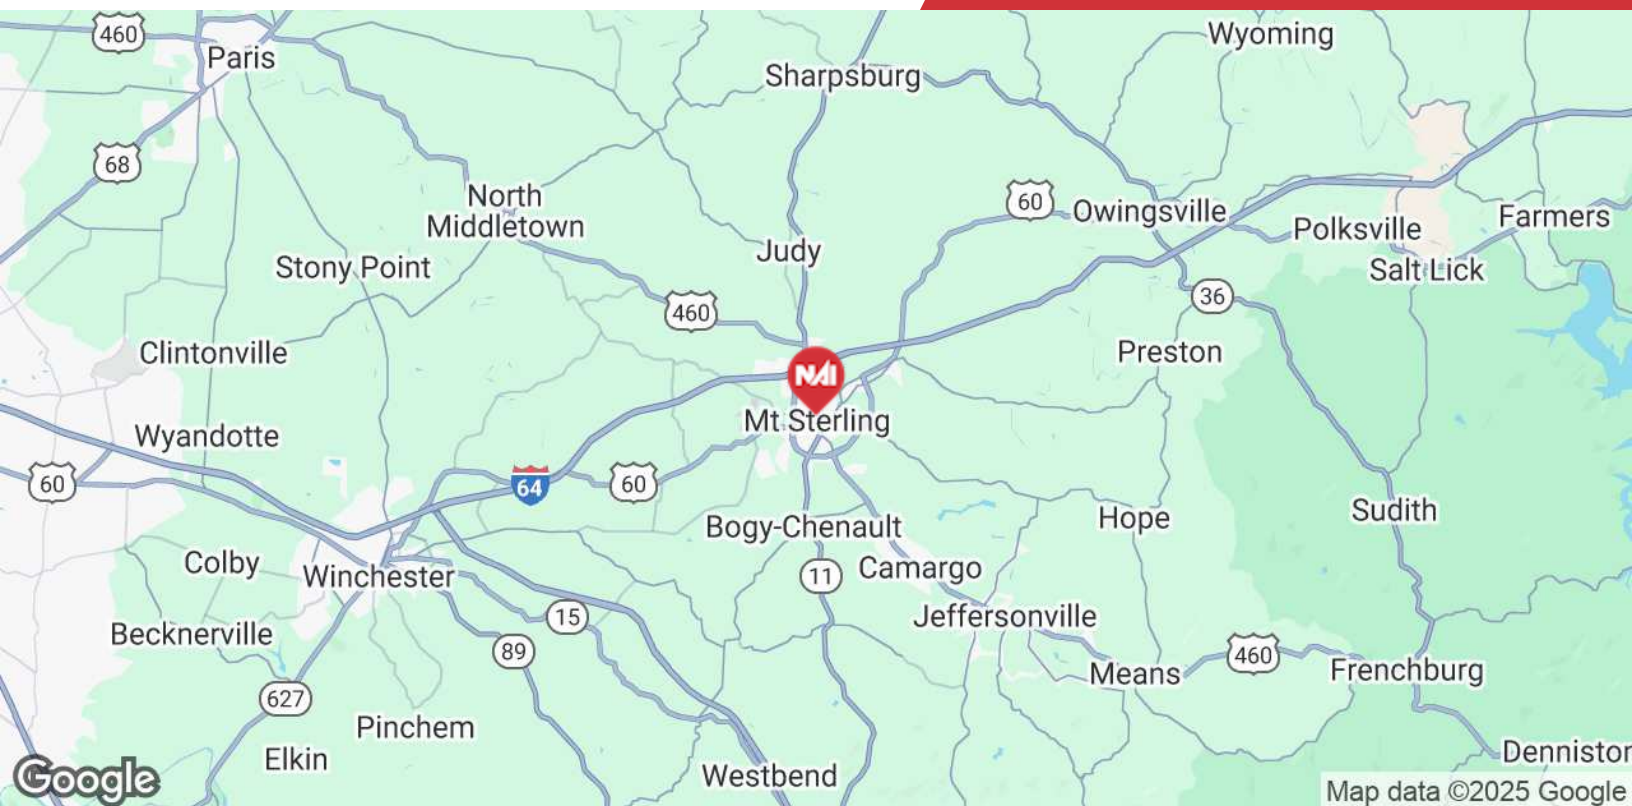 460
Paris
Wyoming
Sharpsburg
68
North
Middletown
60
Owingsville
Polksville
Farmers
Judy
Stony Point
Salt Lick
460
36
Clintonville
Preston
NAI
Mt Sterling
Wyandotte
60
64
60
Bogy-Chenault
Hope
Sudith
Colby
Winchester
11
Camargo
15
Jeffersonville
Becknerville
89
460
Means
Frenchburg
627
Pinchem
Elkin
Westbend
Denniston
Google
Map data ©2025 Google